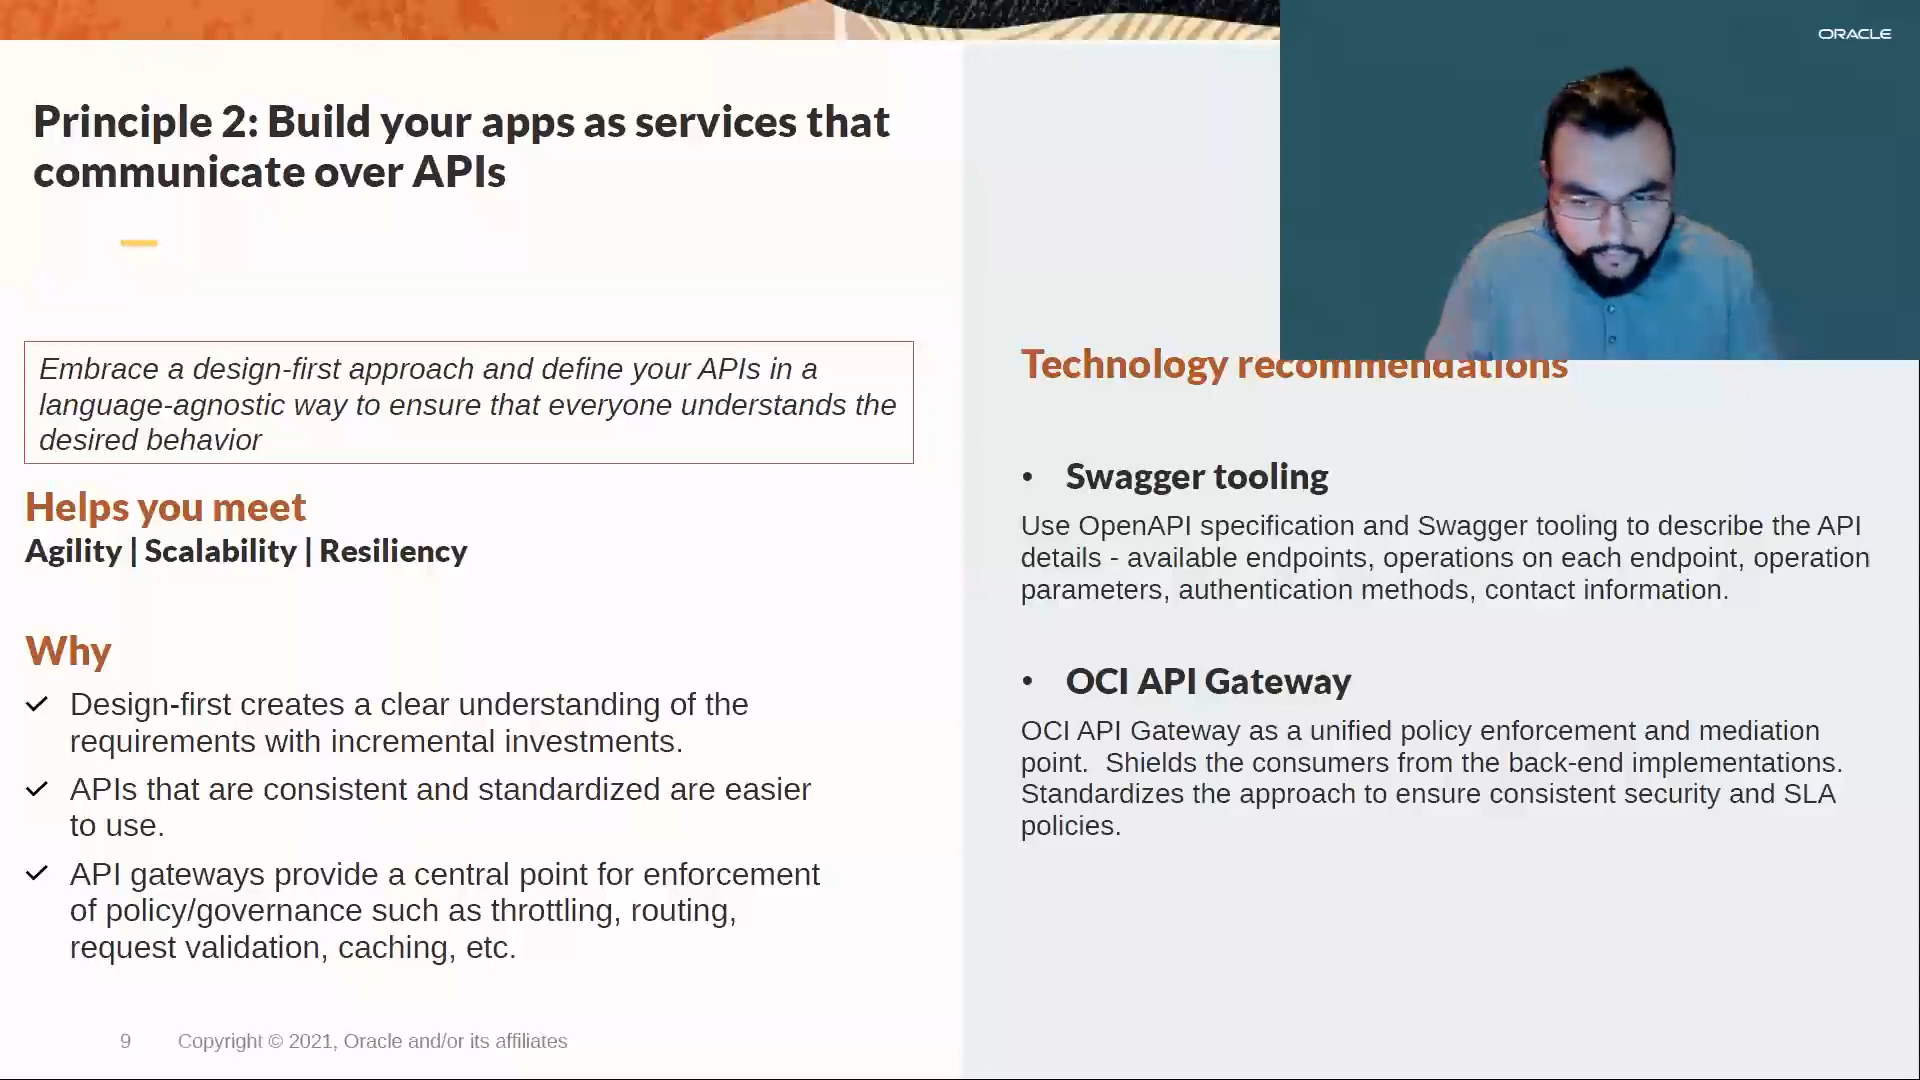 ORACLE
Principle 2: Build your apps as services that
communicate over APIs
Embrace a design-first approach and define your APIs in a
language-agnostic way to ensure that everyone understands the
desired behavior
Helps you meet
Agility | Scalability | Resiliency
Why
✓ Design-first creates a clear understanding of the
requirements with incremental investments.
✓ APIs that are consistent and standardized are easier
to use.
✓ API gateways provide a central point for enforcement
of policy/governance such as throttling, routing,
request validation, caching, etc.
Technology recommendations
• Swagger tooling
Use OpenAPI specification and Swagger tooling to describe the API
details - available endpoints, operations on each endpoint, operation
parameters, authentication methods, contact information.
• OCI API Gateway
OCI API Gateway as a unified policy enforcement and mediation
point.  Shields the consumers from the back-end implementations.
Standardizes the approach to ensure consistent security and SLA
policies.
9 Copyright © 2021, Oracle and/or its affiliates